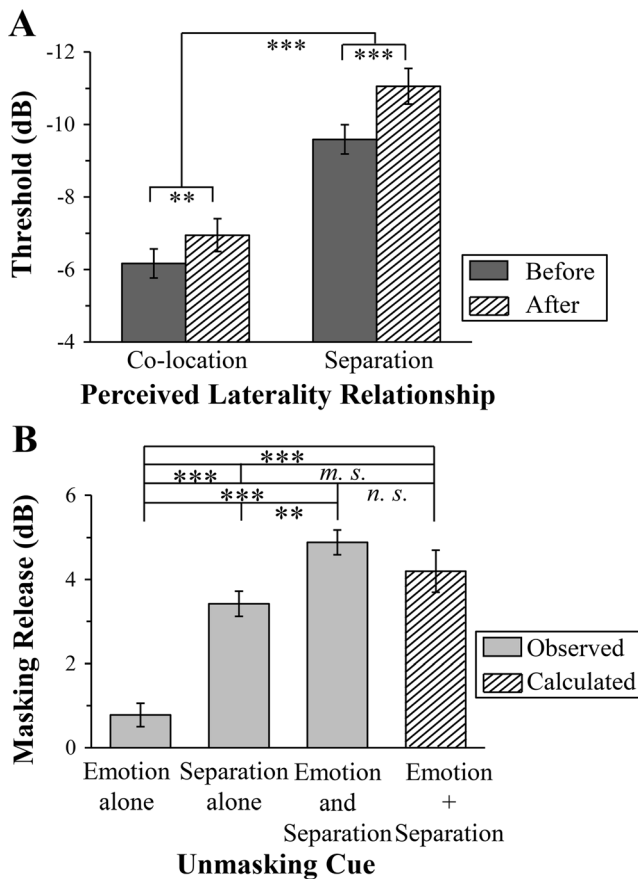 A
-12
***
***
-10
Threshold (dB)
-8
**
-6
Before
After
-4
Co-location Separation
Perceived Laterality Relationship
B
***
*** m. s.
*** ** n. s.
6
Masking Release (dB)
4
Observed
2
Calculated
0
Emotion Separation Emotion Emotion
alone alone and +
Separation Separation
Unmasking Cue